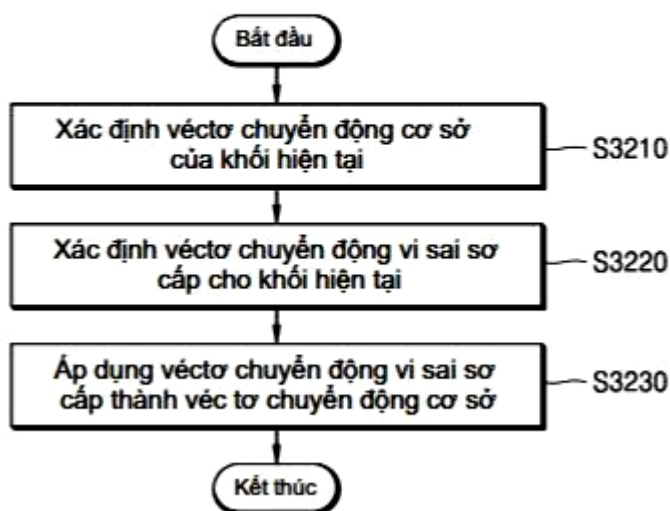 Bắt đầu
Xác định véctơ chuyển động cơ sở
của khối hiện tại
S3210
Xác định véctơ chuyển động vi sai sơ
cấp cho khối hiện tại
S3220
Áp dụng véctơ chuyển động vi sai sơ
cấp thành véc tơ chuyển động cơ sở
S3230
Kết thúc